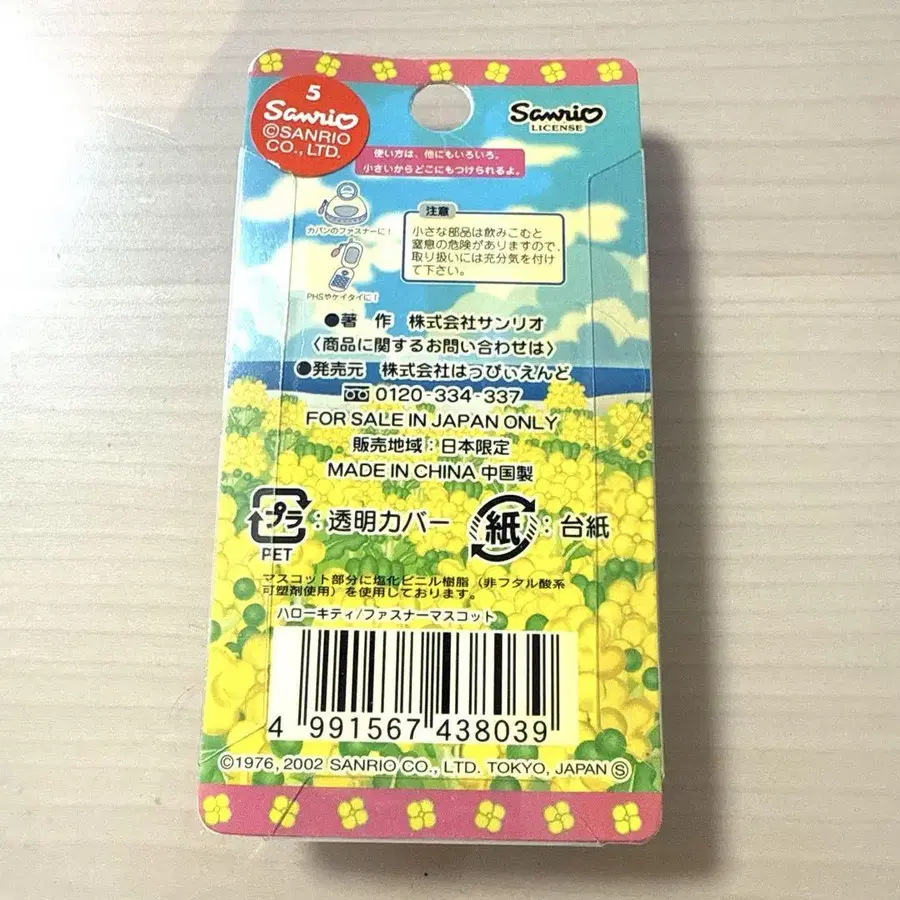 5
Sanrio
©SANRIO
CO., LTD.
Sanrio
LICENSE
使い方は、他にもいろいろ。
小さいからどこにもつけられるよ。
カバンのファスナーに!
PHSやケイタイに!
注意
小さな部品は飲みこむと
窒息の危険がありますので、
取り扱いには充分気を付け
て下さい。
●著 作 株式会社サンリオ
〈商品に関するお問い合わせは〉
●発売元 株式会社はっぴぃえんど
0120-334-337
FOR SALE IN JAPAN ONLY
販売地域:日本限定
MADE IN CHINA 中国製
プラ:透明カバー 紙:台紙
PET
マスコット部分に塩化ビニル樹脂(非フタル酸系
可塑剤使用)を使用しております。
ハローキティ/ファスナーマスコット
4 991567 438039
©1976, 2002 SANRIO CO., LTD. TOKYO, JAPAN Ⓢ